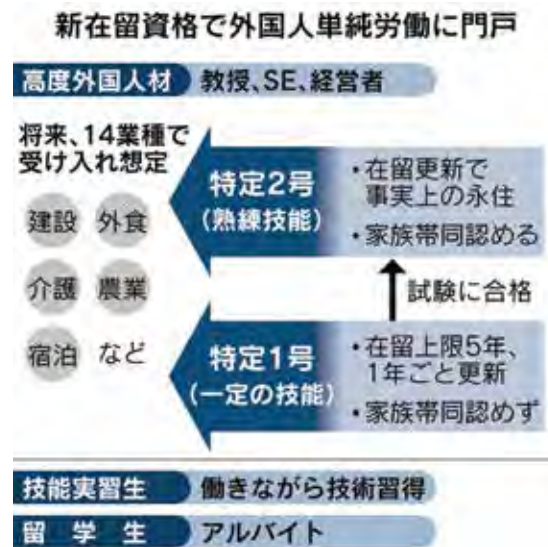 新在留資格で外国人単純労働に門戸
高度外国人材 教授、SE、経営者
将来、14業種で
受け入れ想定
建設 外食
介護 農業
宿泊 など
特定2号
(熟練技能)
・在留更新で
事実上の永住
・家族帯同認める
試験に合格
特定1号
(一定の技能)
・在留上限5年、
1年ごと更新
・家族帯同認めず
技能実習生 働きながら技術習得
留学生 アルバイト